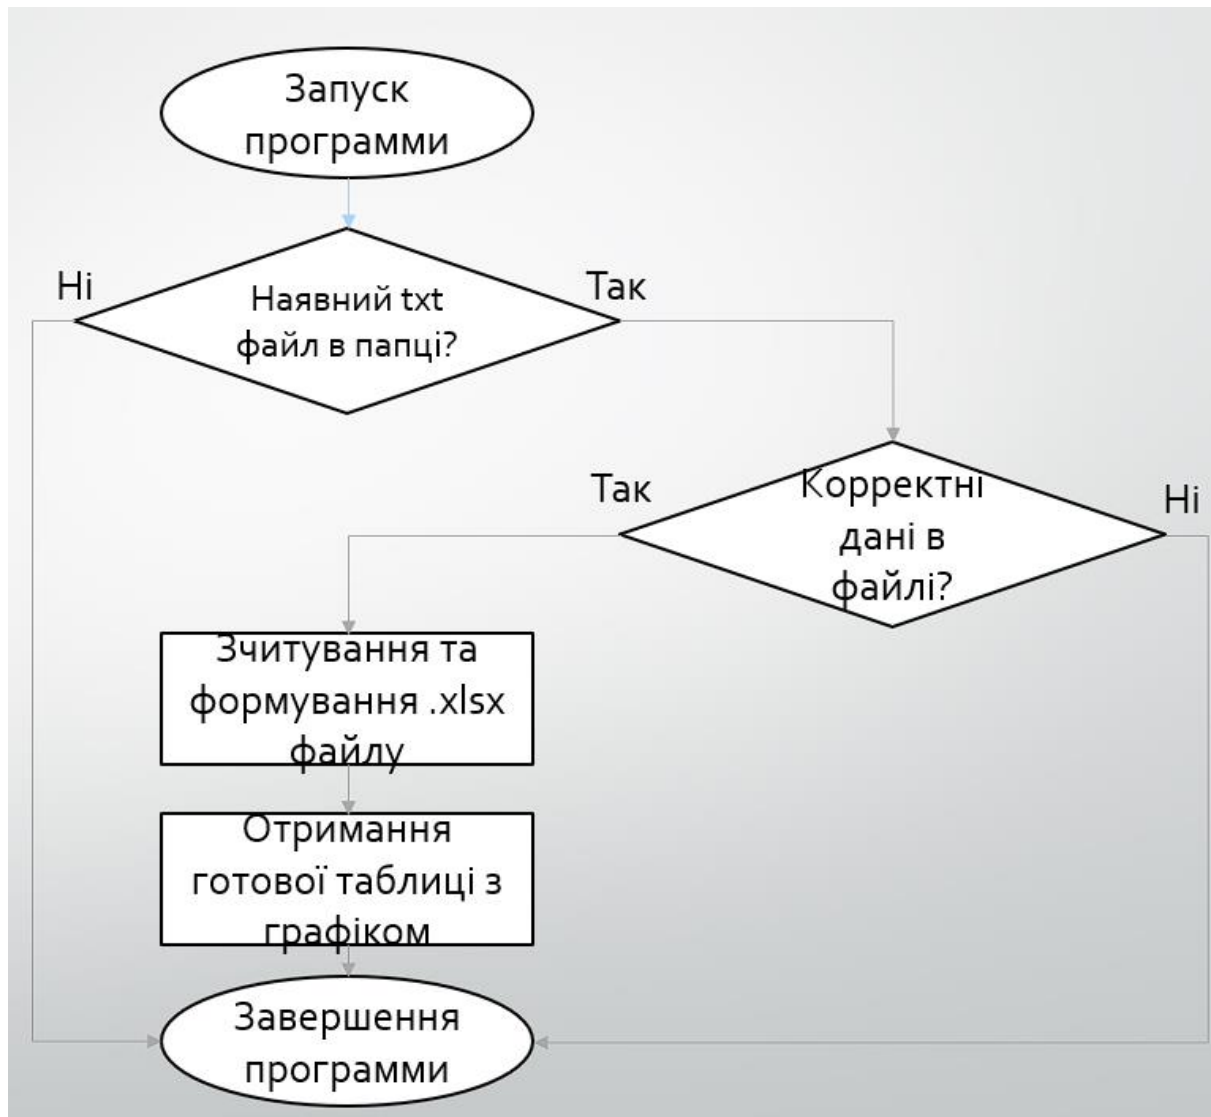 Запуск
программи
Ні
Так
Наявний txt
файл в папці?
Так
Корректні
дані в
файлі?
Ні
Зчитування та
формування .xlsx
файлу
Отримання
готової таблиці з
графіком
Завершення
программи